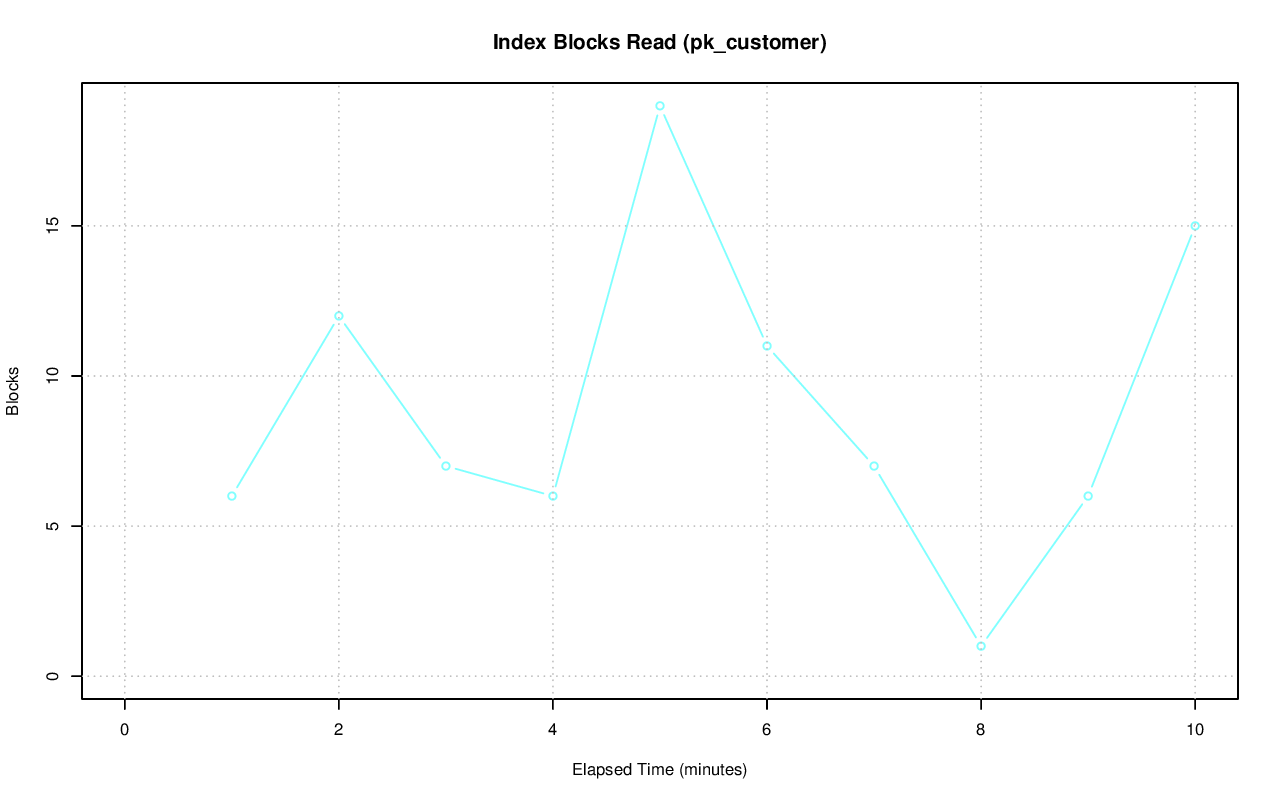 Index Blocks Read (pk_customer)
Blocks
15
10
5
0
0 2 4 6 8 10
Elapsed Time (minutes)